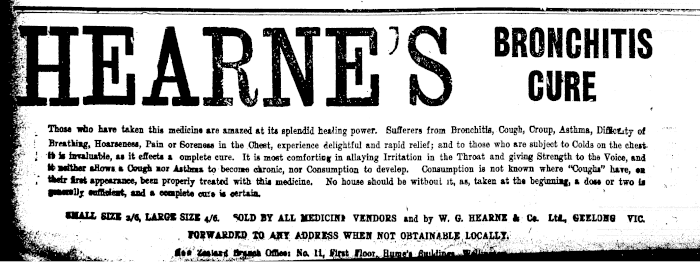 HEARNE'S BRONCHITIS
CURE
Those who have taken this medicine are amazed at its splendid healing power. Sufferers from Bronchitis, Cough, Croup, Asthma, Difficulty of
Breathing, Hoarseness, Pain or Soreness in the Chest, experience delightful and rapid relief; and to those who are subject to Colds on the chest
it is invaluable, as it effects a omplete cure. It is most comforting in allaying Irritation in the Throat and giving Strength to the Voice, and
it neither allows a Cough nor Asthma to become chronic, nor Consumption to develop. Consumption is not known where "Coughs" have, on
their first appearance, been properly treated with this medicine. No house should be without it, as, taken at the beginning, a dose or two is
generally sufficient, and a complete cure is certain.
SMALL SIZE 2/6, LARGE SIZE 4/6. SOLD BY ALL MEDICINE VENDORS and by W. G. HEARNE & Co. Ltd., GEELONG VIC.
FORWARDED TO ANY ADDRESS WHEN NOT OBTAINABLE LOCALLY.
New Zealand Branch Office: No. 11, First Floor, Hume's Buildings,